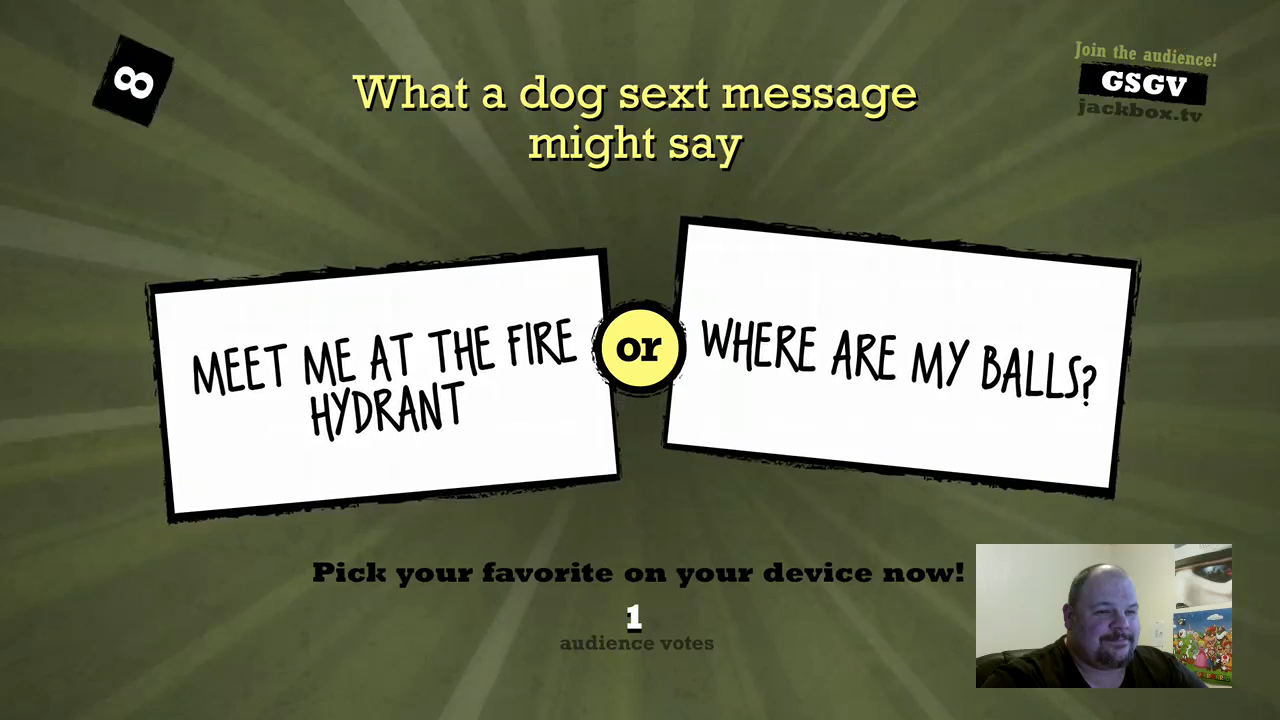 8
What a dog sext message
might say
Join the audience!
GSGV
jackbox.tv
MEET ME AT THE FIRE
HYDRANT
or
WHERE ARE MY BALLS?
Pick your favorite on your device now!
1
audience votes